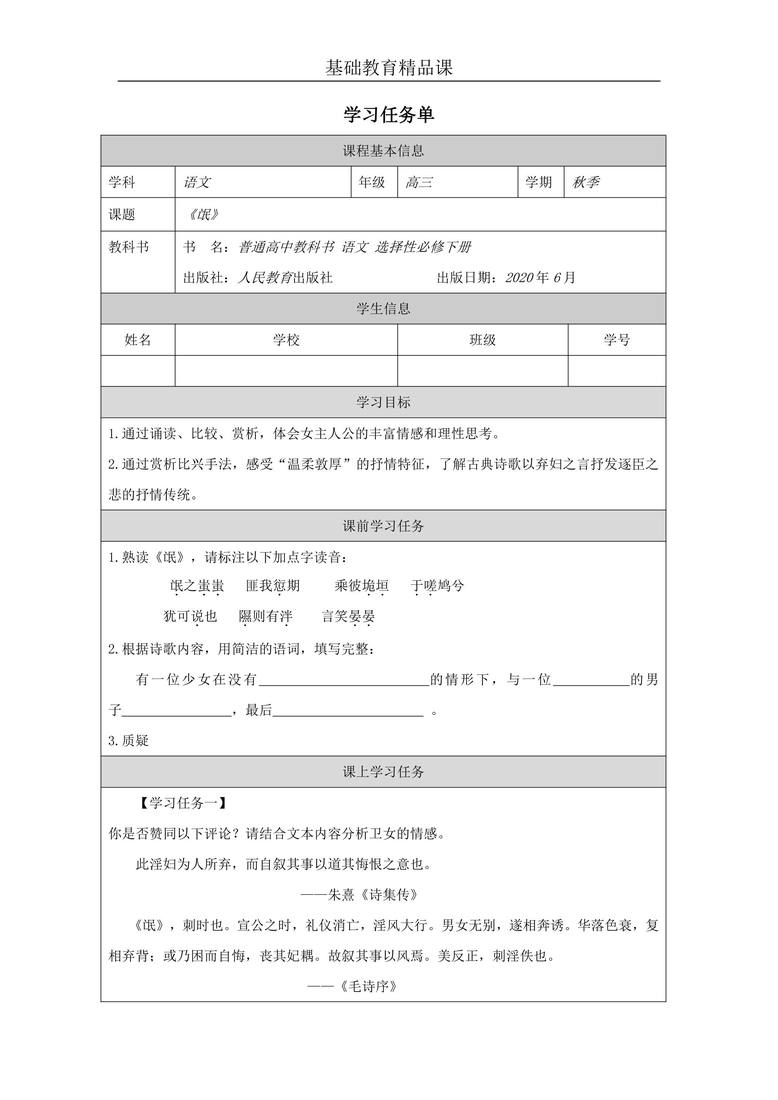 基础教育精品课
学习任务单
课程基本信息
学科 语文 年级 高三 学期 秋季
课题 《氓》
教科书 书 名：普通高中教科书 语文 选择性必修下册
出版社：人民教育出版社 出版日期：2020 年 6 月
学生信息
姓名 学校 班级 学号
学习目标
1.通过诵读、比较、赏析，体会女主人公的丰富情感和理性思考。
2.通过赏析比兴手法，感受“温柔敦厚”的抒情特征，了解古典诗歌以弃妇之言抒发逐臣之
悲的抒情传统。
课前学习任务
1.熟读《氓》，请标注以下加点字读音：
氓之蚩蚩 匪我愆期 乘彼垝垣 于嗟鸠兮
犹可说也 隰则有泮 言笑晏晏
2.根据诗歌内容，用简洁的语词，填写完整：
有一位少女在没有______的情形下，与一位______的男
子______，最后______ 。
3.质疑
课上学习任务
【学习任务一】
你是否赞同以下评论？请结合文本内容分析卫女的情感。
此淫妇为人所弃，而自叙其事以道其悔恨之意也。
——朱熹《诗集传》
《氓》，刺时也。宣公之时，礼仪消亡，淫风大行。男女无别，遂相奔诱。华落色衰，复
相弃背；或乃困而自悔，丧其妃耦。故叙其事以风焉。美反正，刺淫佚也。
——《毛诗序》